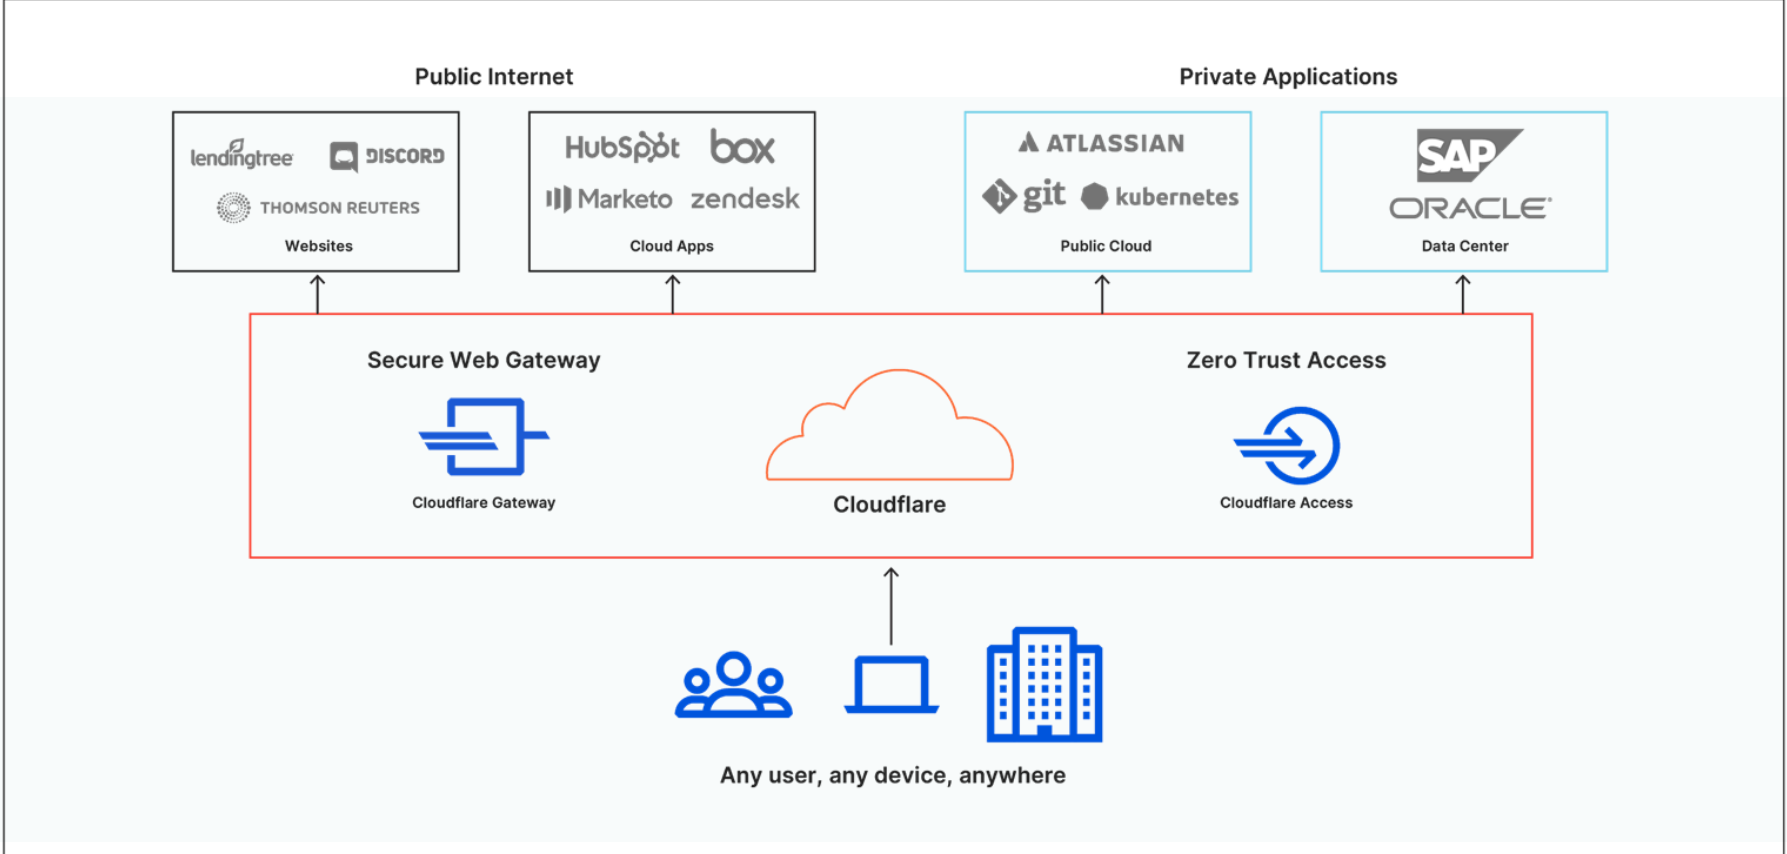 Public Internet
Private Applications
lendingtree
DISCORD
THOMSON REUTERS
Websites
HubSpot
box
Marketo
zendesk
Cloud Apps
ATLASSIAN
git
kubernetes
Public Cloud
SAP
ORACLE®
Data Center
Secure Web Gateway
Zero Trust Access
Cloudflare Gateway
Cloudflare
Cloudflare Access
Any user, any device, anywhere